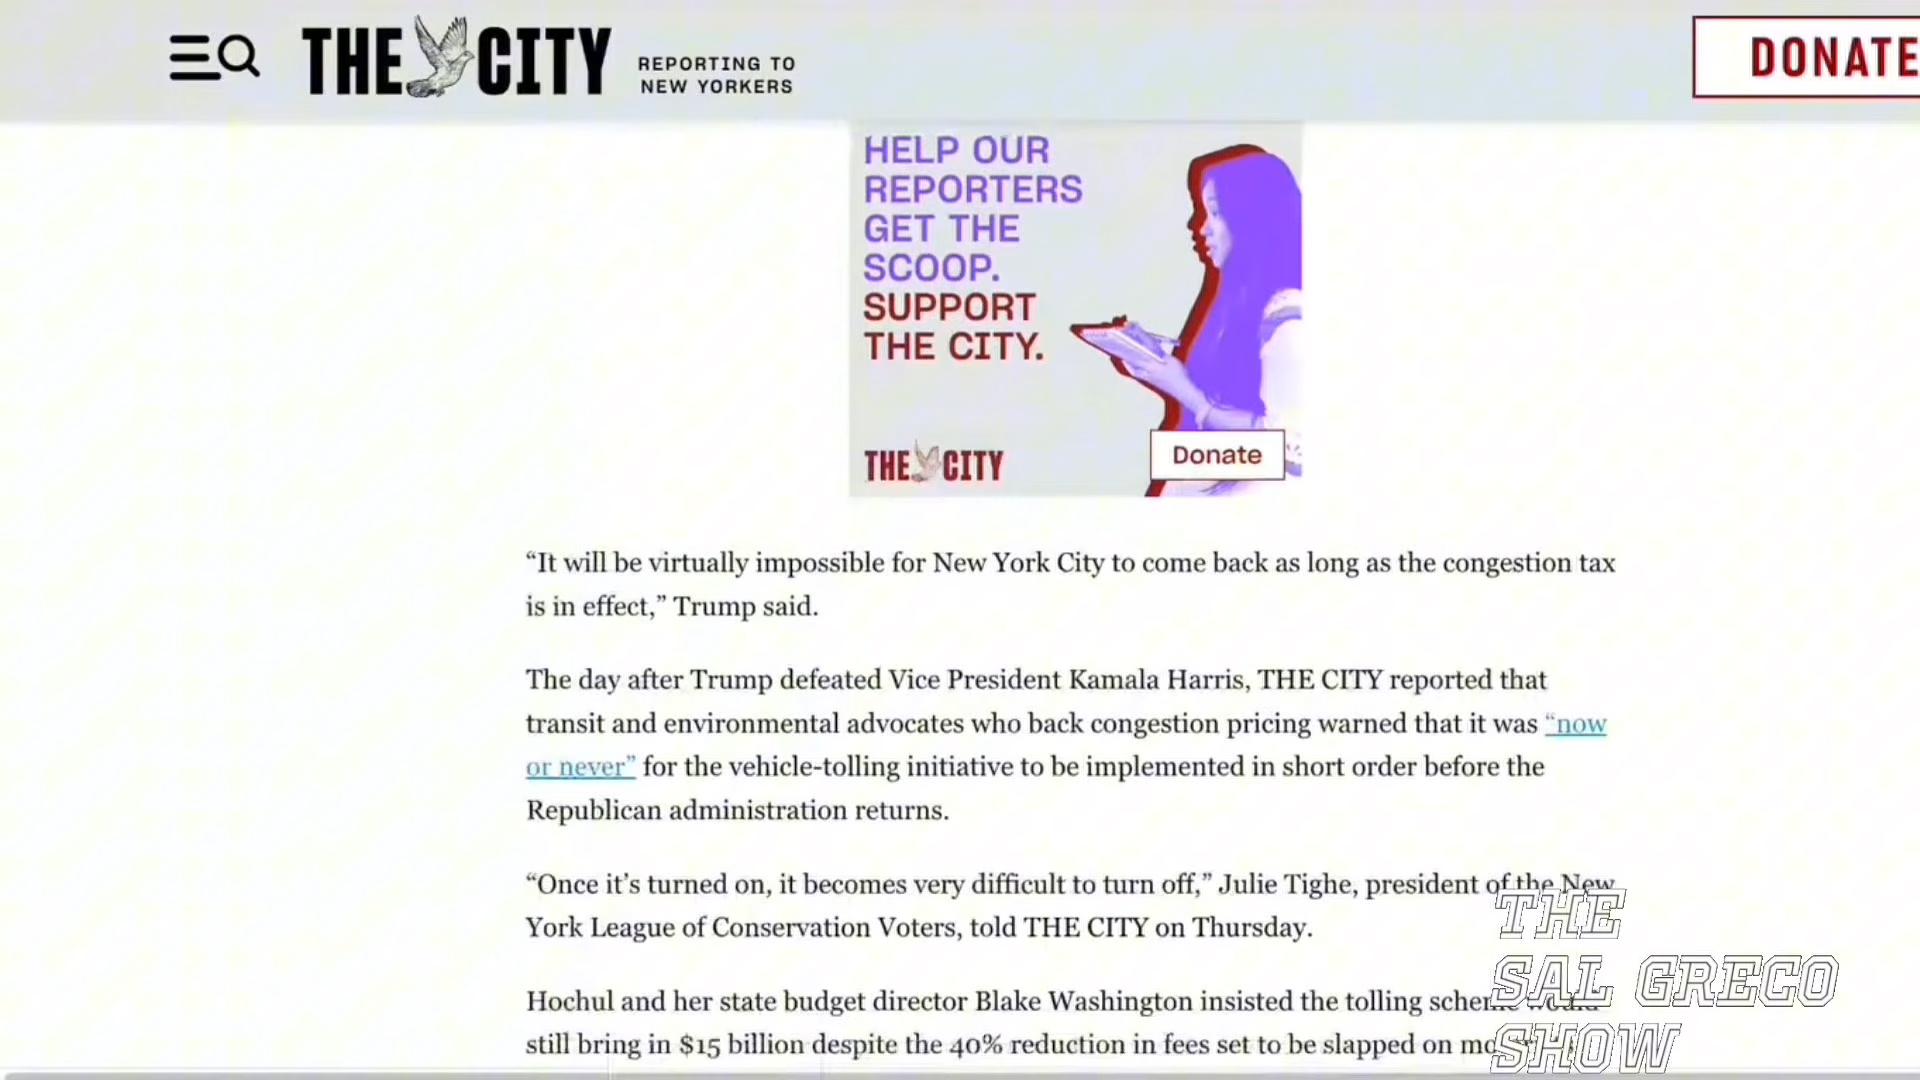 THE CITY
REPORTING TO
NEW YORKERS
DONATE
HELP OUR
REPORTERS
GET THE
SCOOP.
SUPPORT
THE CITY.
THE CITY
Donate
“It will be virtually impossible for New York City to come back as long as the congestion tax
is in effect,” Trump said.
The day after Trump defeated Vice President Kamala Harris, THE CITY reported that
transit and environmental advocates who back congestion pricing warned that it was “now
or never” for the vehicle-tolling initiative to be implemented in short order before the
Republican administration returns.
“Once it’s turned on, it becomes very difficult to turn off,” Julie Tighe, president of the New
York League of Conservation Voters, told THE CITY on Thursday.
Hochul and her state budget director Blake Washington insisted the tolling scheme would
still bring in $15 billion despite the 40% reduction in fees set to be slapped on
THE
SAL GRECO
SHOW